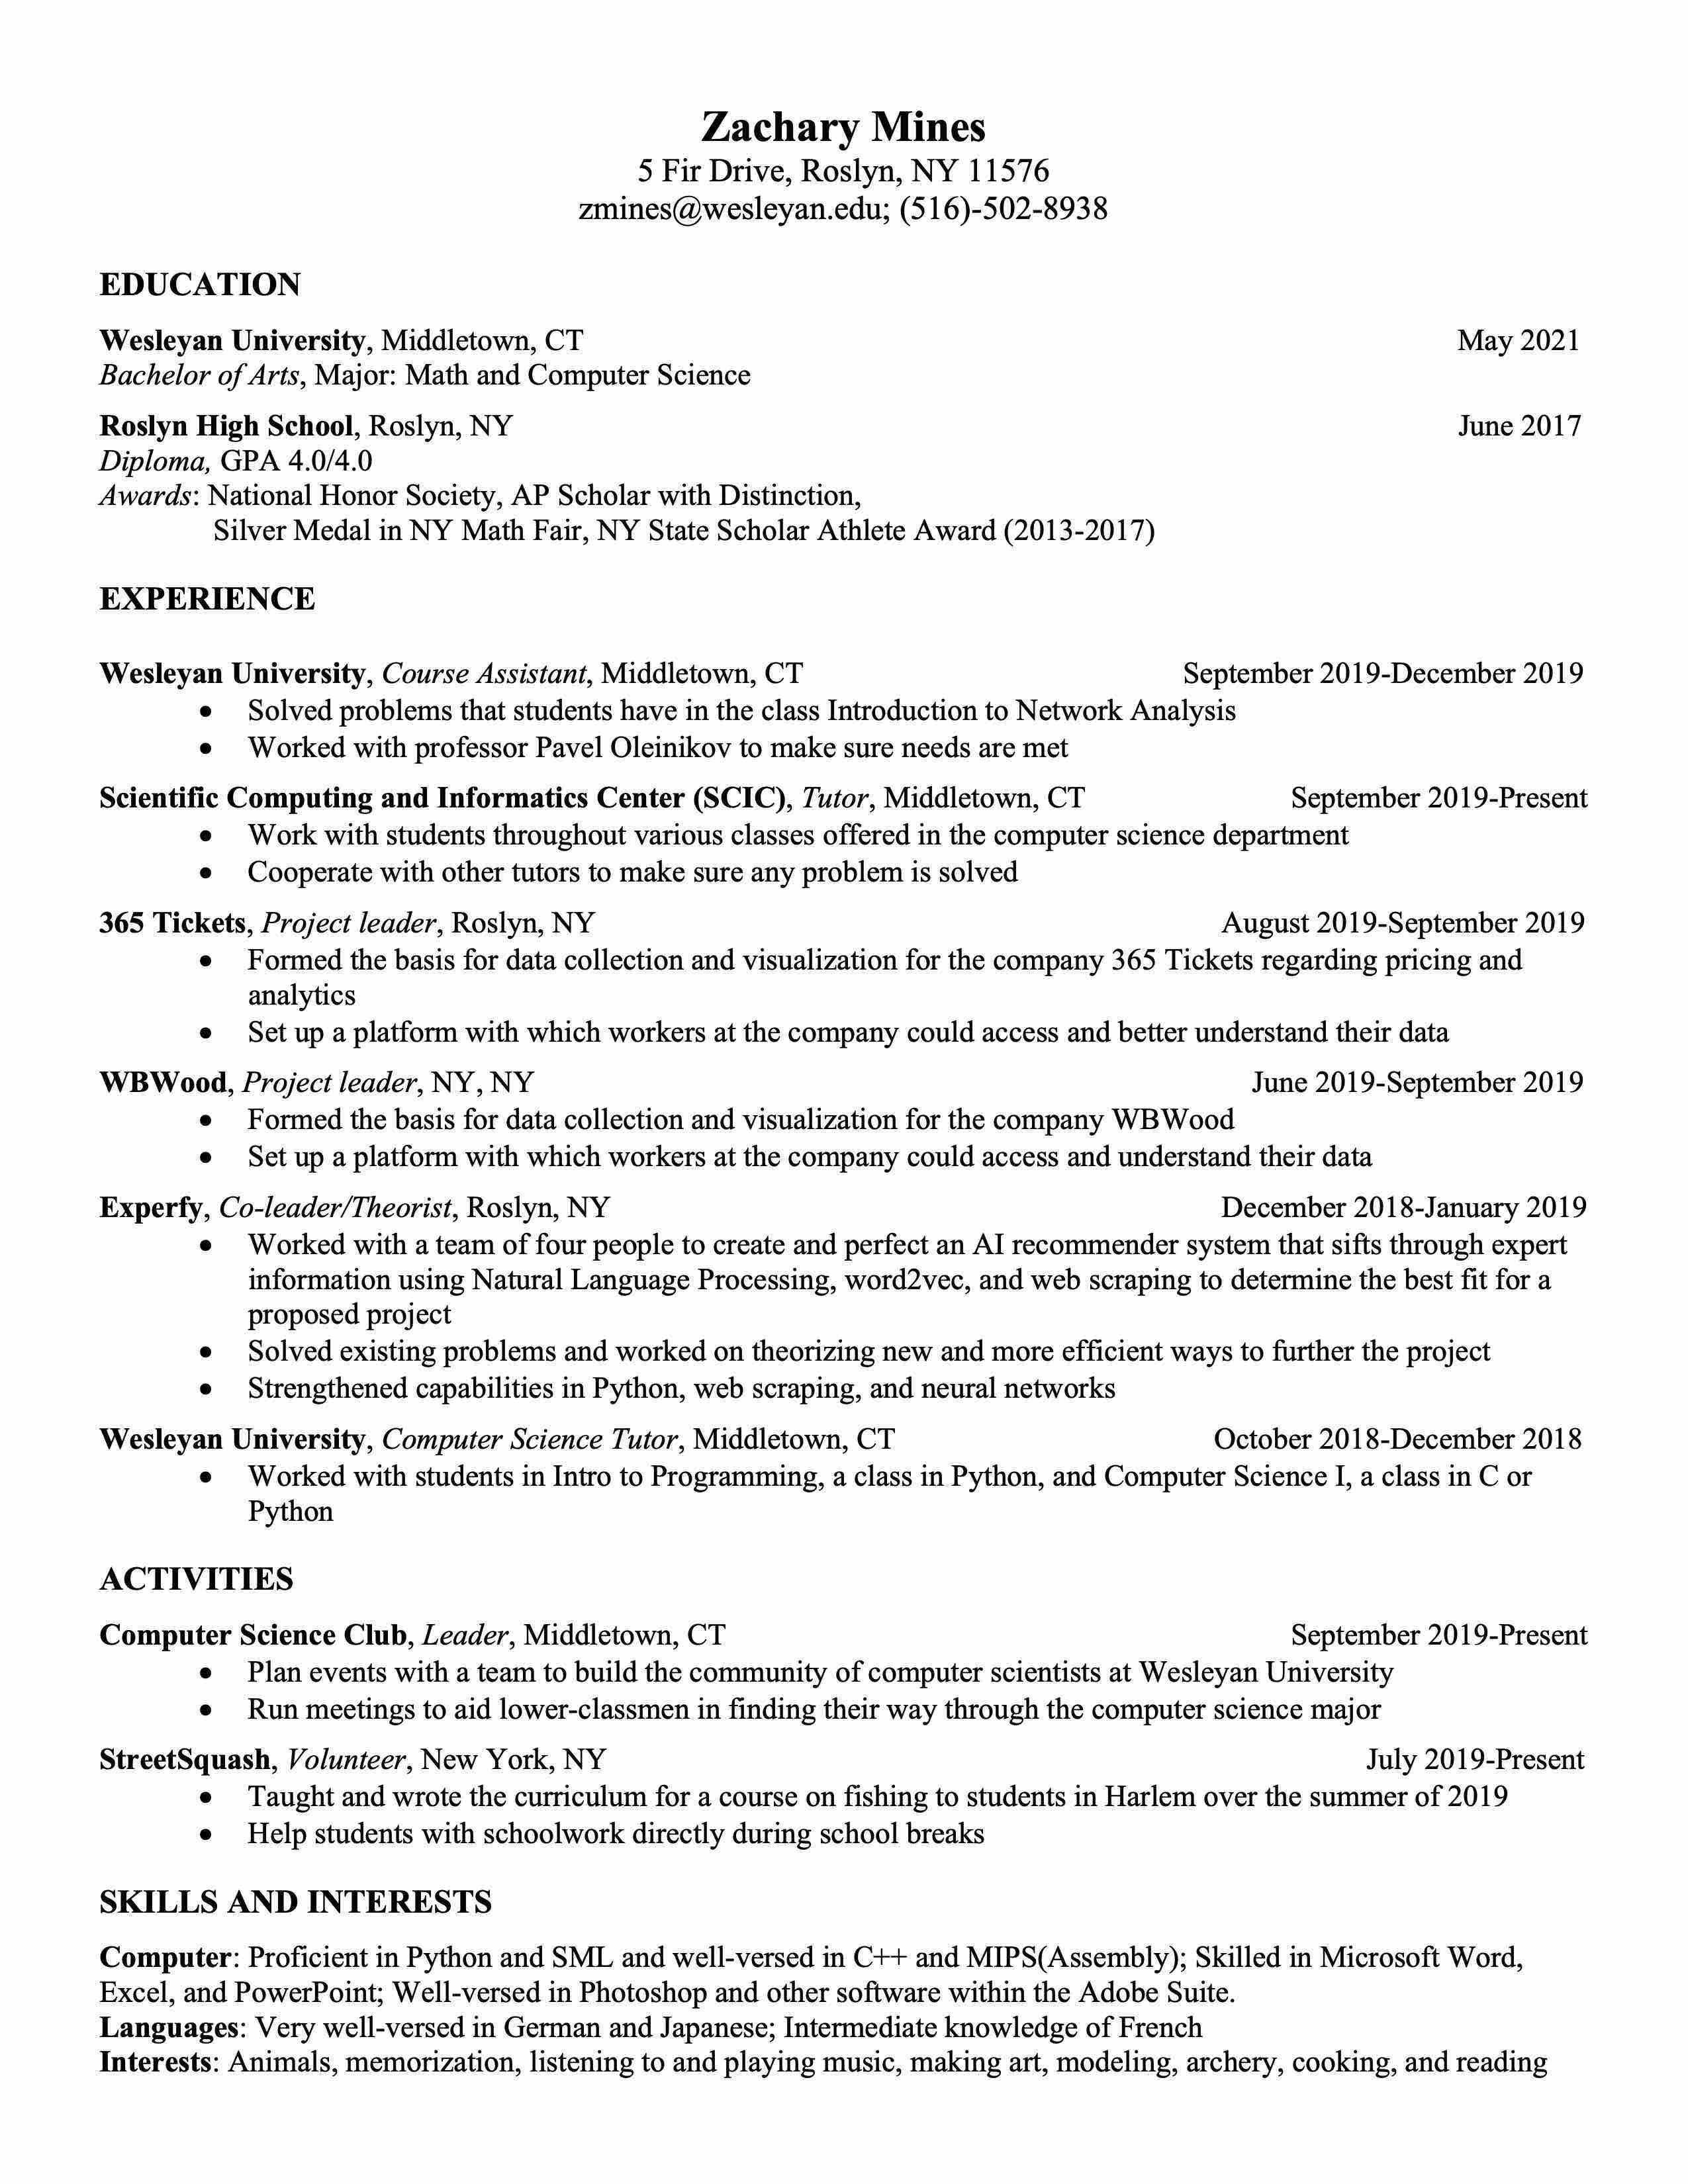 Zachary Mines
5 Fir Drive, Roslyn, NY 11576
zmines@wesleyan.edu; (516)-502-8938
EDUCATION
Wesleyan University, Middletown, CT May 2021
Bachelor of Arts, Major: Math and Computer Science
Roslyn High School, Roslyn, NY June 2017
Diploma, GPA 4.0/4.0
Awards: National Honor Society, AP Scholar with Distinction,
Silver Medal in NY Math Fair, NY State Scholar Athlete Award (2013-2017)
EXPERIENCE
Wesleyan University, Course Assistant, Middletown, CT September 2019-December 2019
• Solved problems that students have in the class Introduction to Network Analysis
• Worked with professor Pavel Oleinikov to make sure needs are met
Scientific Computing and Informatics Center (SCIC), Tutor, Middletown, CT September 2019-Present
• Work with students throughout various classes offered in the computer science department
• Cooperate with other tutors to make sure any problem is solved
365 Tickets, Project leader, Roslyn, NY August 2019-September 2019
• Formed the basis for data collection and visualization for the company 365 Tickets regarding pricing and
analytics
• Set up a platform with which workers at the company could access and better understand their data
WBWood, Project leader, NY, NY June 2019-September 2019
• Formed the basis for data collection and visualization for the company WBWood
• Set up a platform with which workers at the company could access and understand their data
Experfy, Co-leader/Theorist, Roslyn, NY December 2018-January 2019
• Worked with a team of four people to create and perfect an AI recommender system that sifts through expert
information using Natural Language Processing, word2vec, and web scraping to determine the best fit for a
proposed project
• Solved existing problems and worked on theorizing new and more efficient ways to further the project
• Strengthened capabilities in Python, web scraping, and neural networks
Wesleyan University, Computer Science Tutor, Middletown, CT October 2018-December 2018
• Worked with students in Intro to Programming, a class in Python, and Computer Science I, a class in C or
Python
ACTIVITIES
Computer Science Club, Leader, Middletown, CT September 2019-Present
• Plan events with a team to build the community of computer scientists at Wesleyan University
• Run meetings to aid lower-classmen in finding their way through the computer science major
StreetSquash, Volunteer, New York, NY July 2019-Present
• Taught and wrote the curriculum for a course on fishing to students in Harlem over the summer of 2019
• Help students with schoolwork directly during school breaks
SKILLS AND INTERESTS
Computer: Proficient in Python and SML and well-versed in C++ and MIPS(Assembly); Skilled in Microsoft Word,
Excel, and PowerPoint; Well-versed in Photoshop and other software within the Adobe Suite.
Languages: Very well-versed in German and Japanese; Intermediate knowledge of French
Interests: Animals, memorization, listening to and playing music, making art, modeling, archery, cooking, and reading